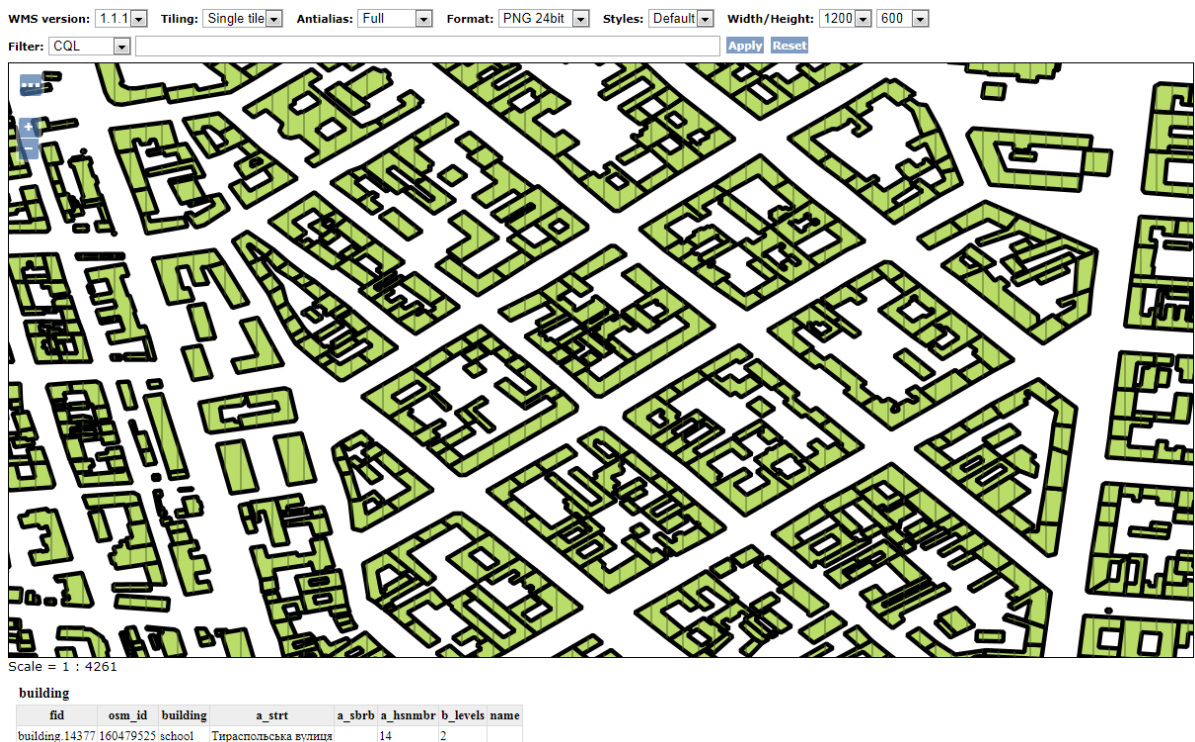 WMS version: 1.1.1 Tiling: Single tile Antialias: Full Format: PNG 24bit Styles: Default Width/Height: 1200 600
Filter: CQL Apply Reset
...
+
-
Scale = 1 : 4261
building
fid osm_id building a_strt a_sbrb a_hsnmbr b_levels name
building.14377 160479525 school Тираспольська вулиця 14 2